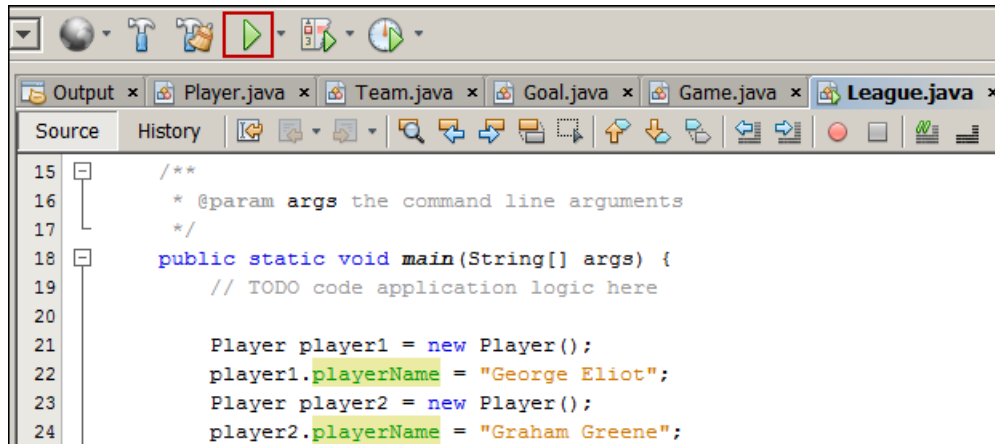 Output × Player.java × Team.java × Goal.java × Game.java × League.java ×
Source History
15 /**
16 * @param args the command line arguments
17 */
18 public static void main(String[] args) {
19 // TODO code application logic here
20
21 Player player1 = new Player();
22 player1.playerName = "George Eliot";
23 Player player2 = new Player();
24 player2.playerName = "Graham Greene";